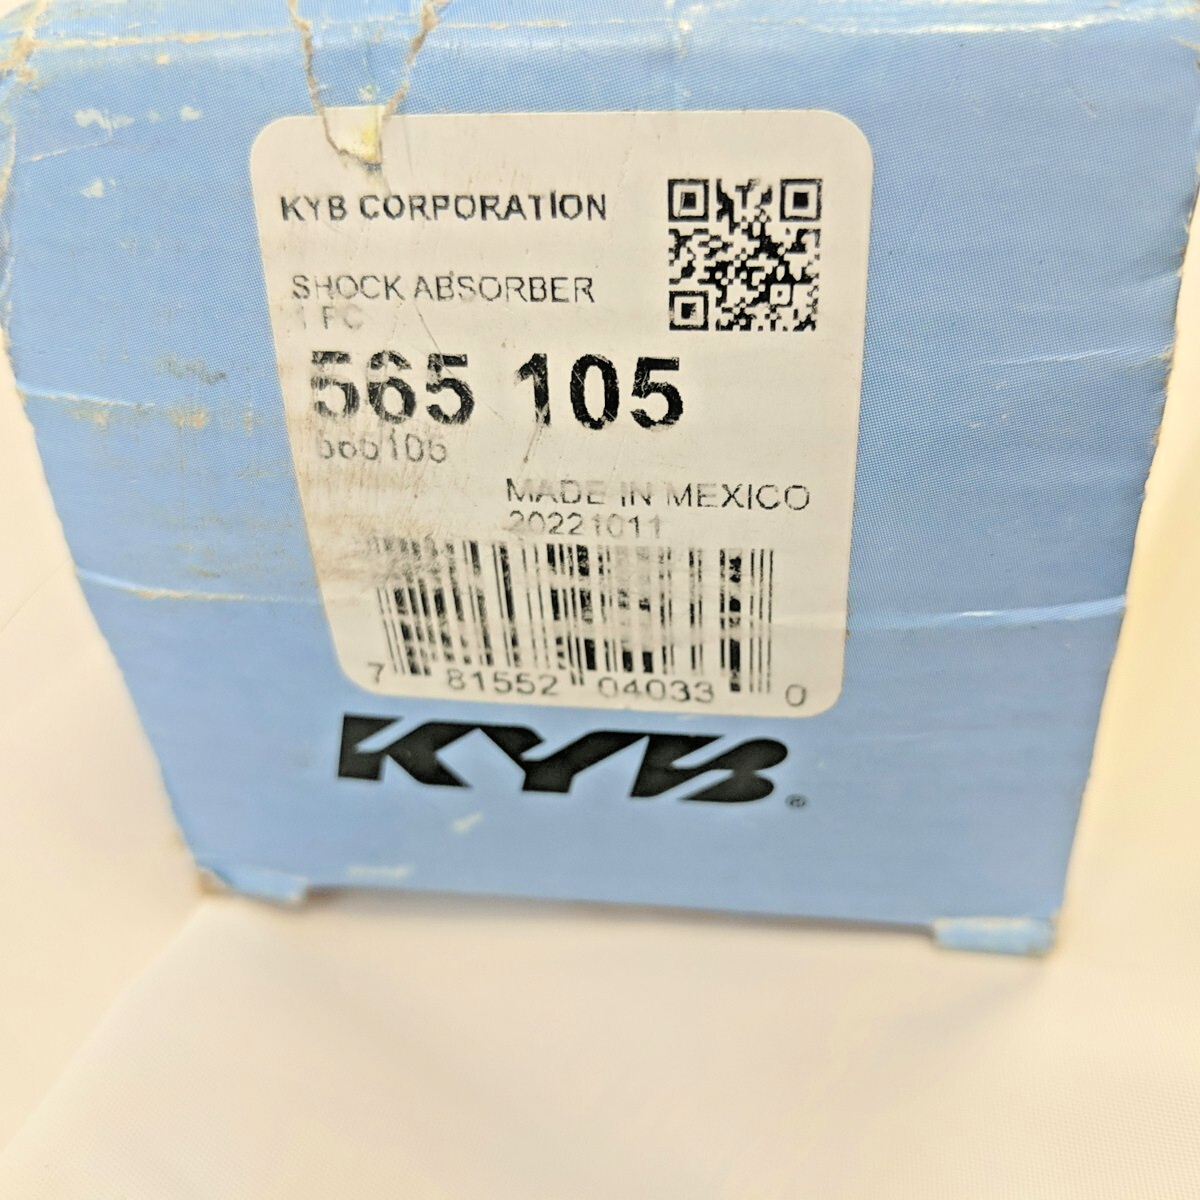 KYB CORPORATION
SHOCK ABSORBER
1 PC
565 105
565105
MADE IN MEXICO
20221011
7 81552 04033 0
KYB®